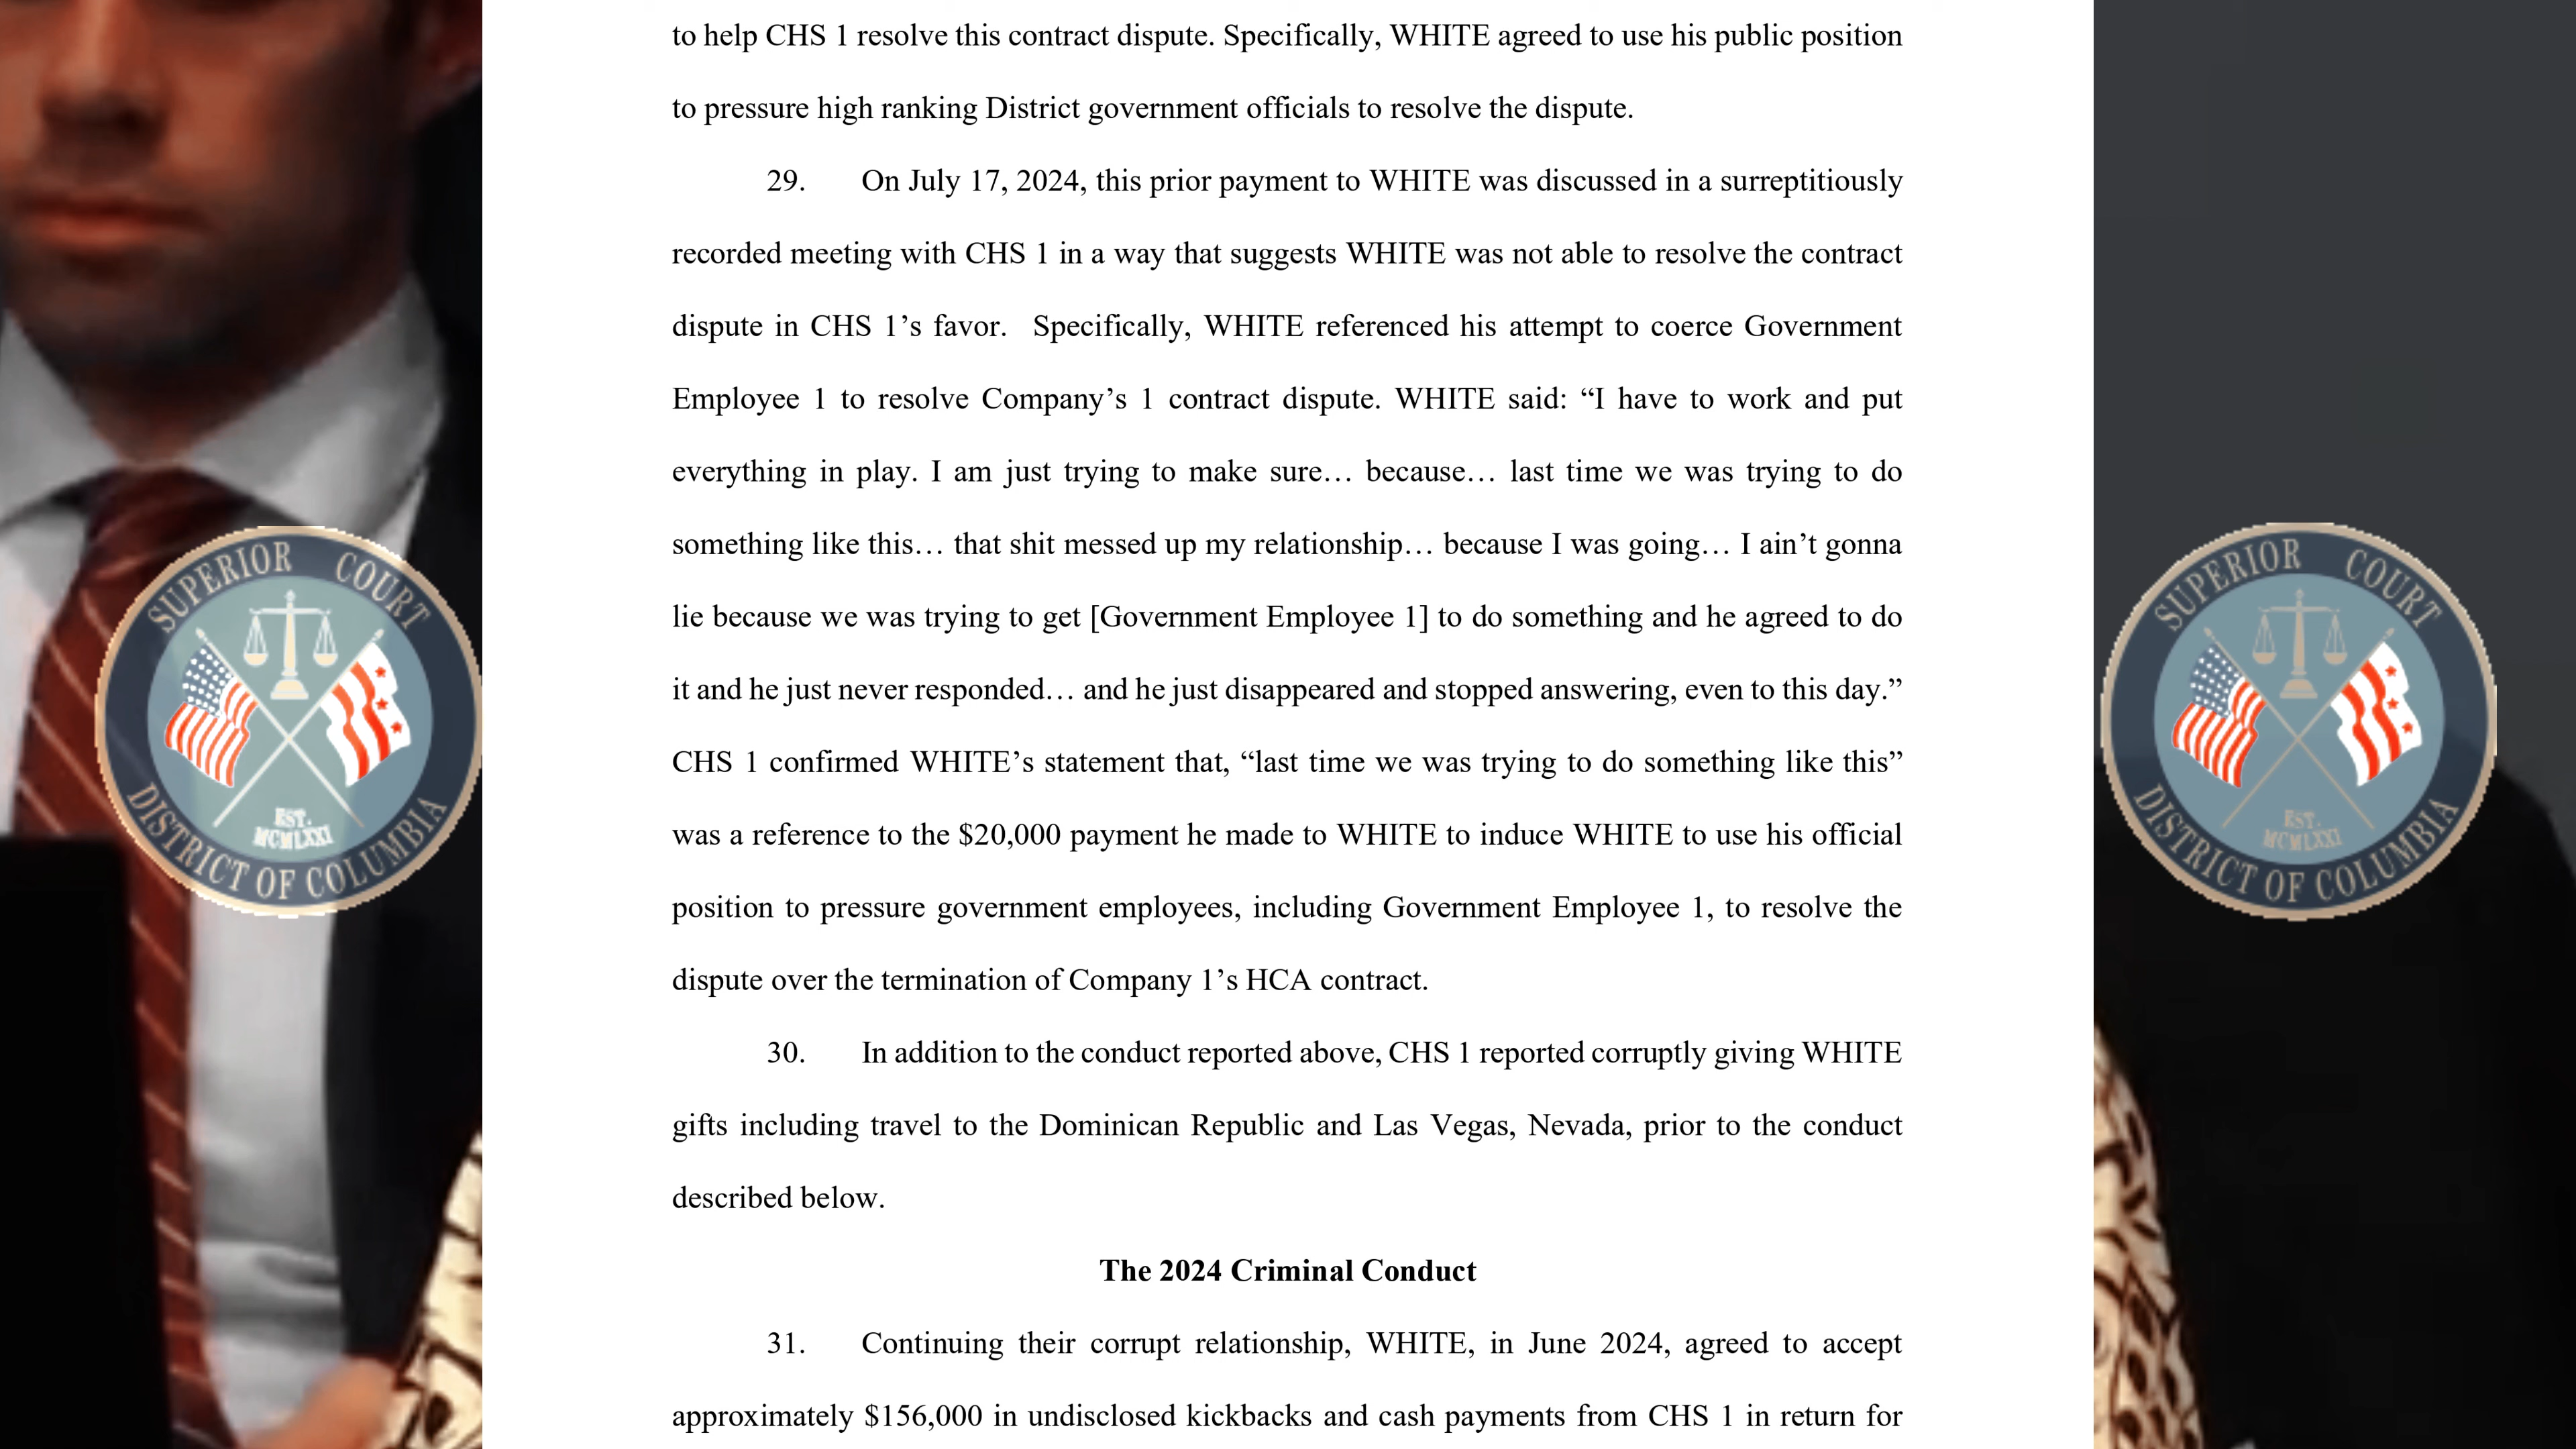 to help CHS 1 resolve this contract dispute. Specifically, WHITE agreed to use his public position
to pressure high ranking District government officials to resolve the dispute.
29. On July 17, 2024, this prior payment to WHITE was discussed in a surreptitiously
recorded meeting with CHS 1 in a way that suggests WHITE was not able to resolve the contract
dispute in CHS 1’s favor. Specifically, WHITE referenced his attempt to coerce Government
Employee 1 to resolve Company’s 1 contract dispute. WHITE said: “I have to work and put
everything in play. I am just trying to make sure… because… last time we was trying to do
something like this… that shit messed up my relationship… because I was going… I ain’t gonna
lie because we was trying to get [Government Employee 1] to do something and he agreed to do
it and he just never responded… and he just disappeared and stopped answering, even to this day.”
CHS 1 confirmed WHITE’s statement that, “last time we was trying to do something like this”
was a reference to the $20,000 payment he made to WHITE to induce WHITE to use his official
position to pressure government employees, including Government Employee 1, to resolve the
dispute over the termination of Company 1’s HCA contract.
30. In addition to the conduct reported above, CHS 1 reported corruptly giving WHITE
gifts including travel to the Dominican Republic and Las Vegas, Nevada, prior to the conduct
described below.
The 2024 Criminal Conduct
31. Continuing their corrupt relationship, WHITE, in June 2024, agreed to accept
approximately $156,000 in undisclosed kickbacks and cash payments from CHS 1 in return for
SUPERIOR COURT
EST.
MCMLXXI
DISTRICT OF COLUMBIA
SUPERIOR COURT
EST.
MCMLXXI
DISTRICT OF COLUMBIA